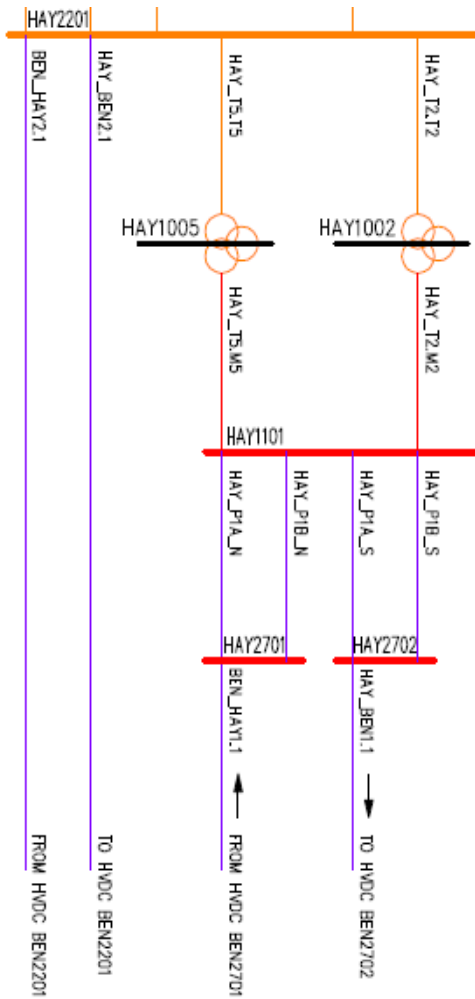 HAY2201
BEN_HAY2.1
HAY_BEN2.1
HAY_T5.T5
HAY_T2.T2
HAY1005
HAY1002
HAY_T5.M5
HAY_T2.M2
HAY1101
HAY_P1A_N
HAY_P1B_N
HAY_P1A_S
HAY_P1B_S
HAY2701
HAY2702
BEN_HAY1.1
HAY_BEN1.1
FROM HVDC BEN2201
TO HVDC BEN2201
FROM HVDC BEN2701
TO HVDC BEN2702